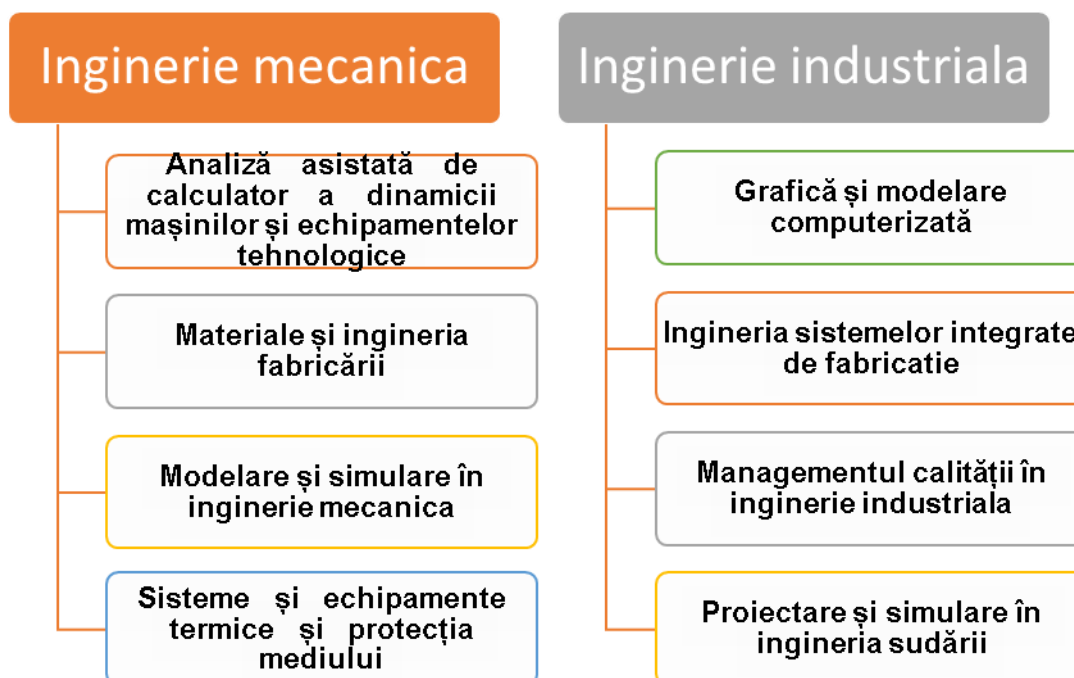 Inginerie mecanica
Analiză asistată de
calculator a dinamicii
mașinilor și echipamentelor
tehnologice
Materiale și ingineria
fabricării
Modelare și simulare în
inginerie mecanica
Sisteme și echipamente
termice și protecția
mediului
Inginerie industriala
Grafică și modelare
computerizată
Ingineria sistemelor integrate
de fabricatie
Managementul calității în
inginerie industriala
Proiectare și simulare în
ingineria sudării